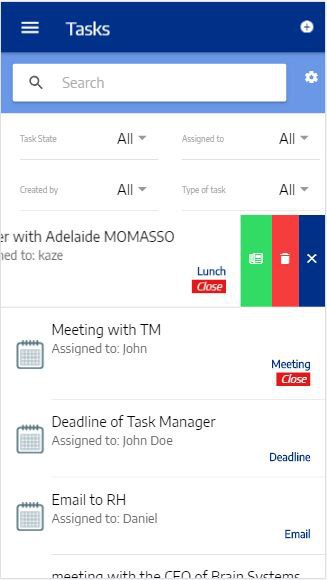 Tasks
Search
Task State All Assigned to All
Created by All Type of task All
er with Adelaide MOMASSO
ned to: kaze
Lunch
Close
Meeting with TM
Assigned to: John
Meeting
Close
Deadline of Task Manager
Assigned to: John Doe
Deadline
Email to RH
Assigned to: Daniel
Email
meeting with the CEO of Brain Systems